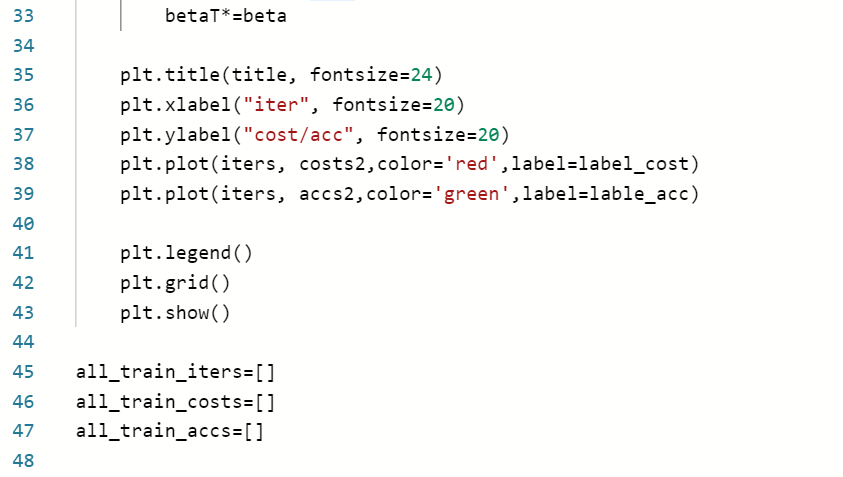 33 betaT*=beta
34
35 plt.title(title, fontsize=24)
36 plt.xlabel("iter", fontsize=20)
37 plt.ylabel("cost/acc", fontsize=20)
38 plt.plot(iters, costs2,color='red',label=label_cost)
39 plt.plot(iters, accs2,color='green',label=lable_acc)
40
41 plt.legend()
42 plt.grid()
43 plt.show()
44
45 all_train_iters=[]
46 all_train_costs=[]
47 all_train_accs=[]
48